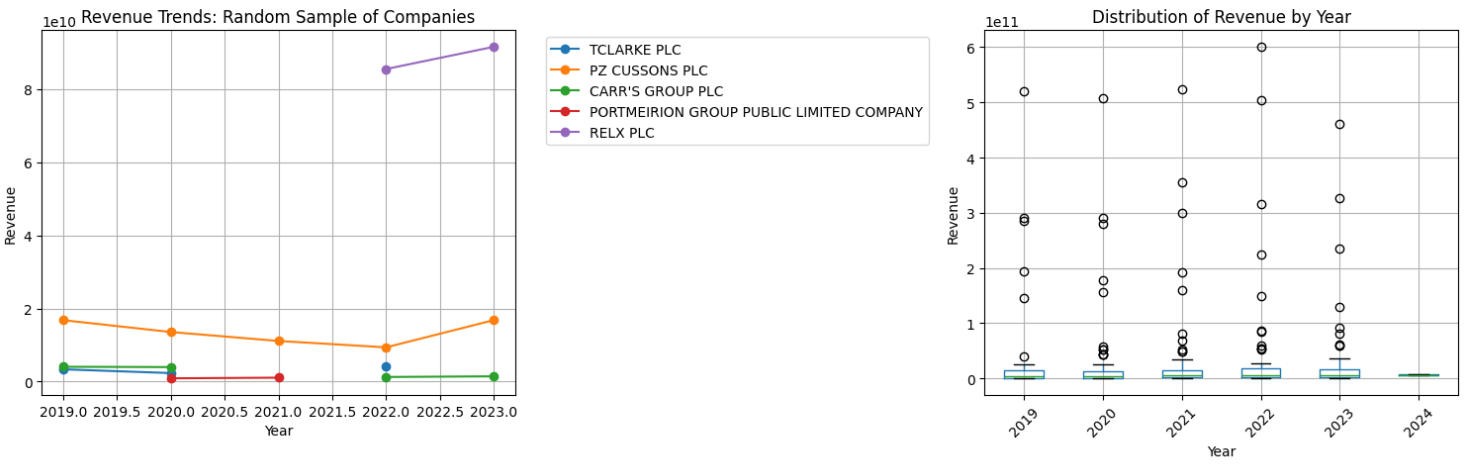 Revenue Trends: Random Sample of Companies
1e10
8
6
4
2
0
Revenue
2019.0 2019.5 2020.0 2020.5 2021.0 2021.5 2022.0 2022.5 2023.0
Year
TCLARKE PLC
PZ CUSSONS PLC
CARR'S GROUP PLC
PORTMEIRION GROUP PUBLIC LIMITED COMPANY
RELX PLC
Distribution of Revenue by Year
1e11
6
5
4
3
2
1
0
Revenue
2019 2020 2021 2022 2023 2024
Year